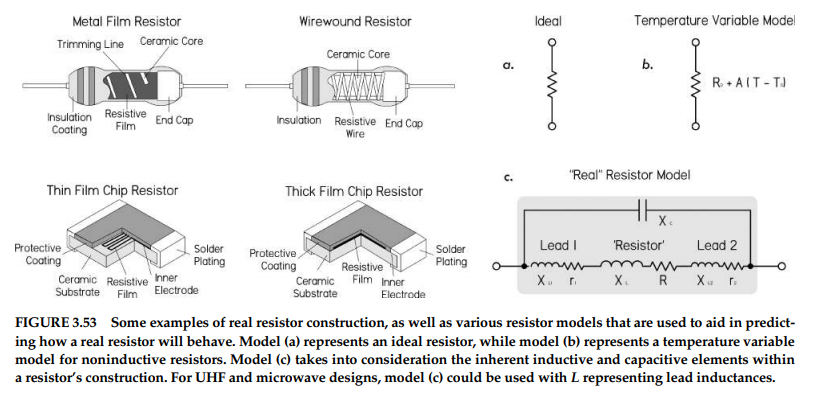 Metal Film Resistor
Trimming Line
Ceramic Core
Insulation
Coating
Resistive
Film
End Cap
Wirewound Resistor
Ceramic Core
Insulation
Resistive
Wire
End Cap
Ideal
a.
Temperature Variable Model
b.
R₀ + A(T - T₀)
Thin Film Chip Resistor
Protective
Coating
Ceramic
Substrate
Resistive
Film
Inner
Electrode
Solder
Plating
Thick Film Chip Resistor
Protective
Coating
Ceramic
Substrate
Resistive
Film
Inner
Electrode
Solder
Plating
c.
"Real" Resistor Model
X
Lead 1
'Resistor'
Lead 2
X
r₁
X
R
X
r₂
FIGURE 3.53 Some examples of real resistor construction, as well as various resistor models that are used to aid in predict-
ing how a real resistor will behave. Model (a) represents an ideal resistor, while model (b) represents a temperature variable
model for noninductive resistors. Model (c) takes into consideration the inherent inductive and capacitive elements within
a resistor's construction. For UHF and microwave designs, model (c) could be used with L representing lead inductances.